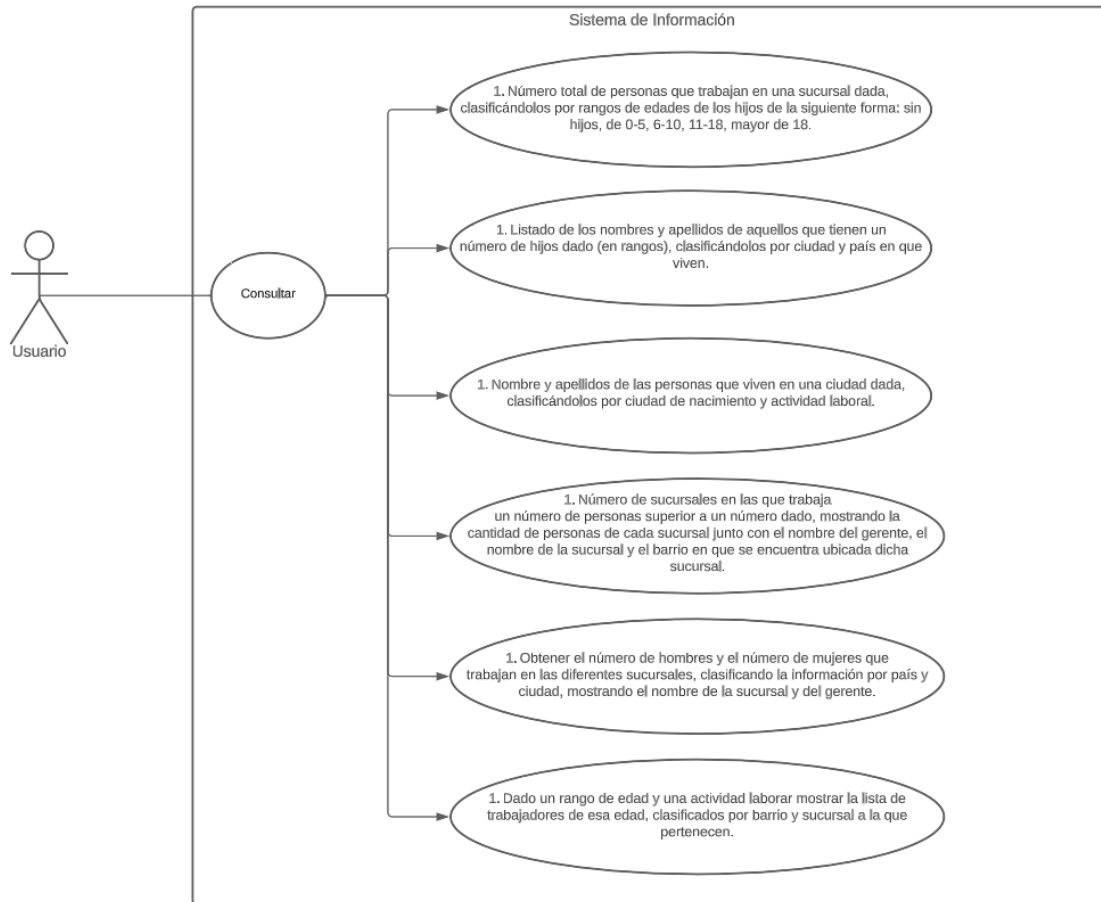 Sistema de Información
1. Número total de personas que trabajan en una sucursal dada,
clasificándolos por rangos de edades de los hijos de la siguiente forma: sin
hijos, de 0-5, 6-10, 11-18, mayor de 18.
1. Listado de los nombres y apellidos de aquellos que tienen un
número de hijos dado (en rangos), clasificándolos por ciudad y país en que
viven.
Consultar
Usuario
1. Nombre y apellidos de las personas que viven en una ciudad dada,
clasificándolos por ciudad de nacimiento y actividad laboral.
1. Número de sucursales en las que trabaja
un número de personas superior a un número dado, mostrando la
cantidad de personas de cada sucursal junto con el nombre del gerente, el
nombre de la sucursal y el barrio en que se encuentra ubicada dicha
sucursal.
1. Obtener el número de hombres y el número de mujeres que
trabajan en las diferentes sucursales, clasificando la información por país y
ciudad, mostrando el nombre de la sucursal y del gerente.
1. Dado un rango de edad y una actividad laborar mostrar la lista de
trabajadores de esa edad, clasificados por barrio y sucursal a la que
pertenecen.